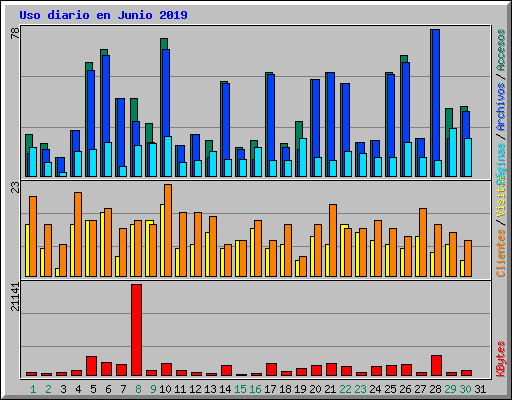 Uso diario en Junio 2019
78
23
21141
Clientes / Visitas
Páginas / Archivos / Accesos
KBytes
1 2 3 4 5 6 7 8 9 10 11 12 13 14 15 16 17 18 19 20 21 22 23 24 25 26 27 28 29 30 31